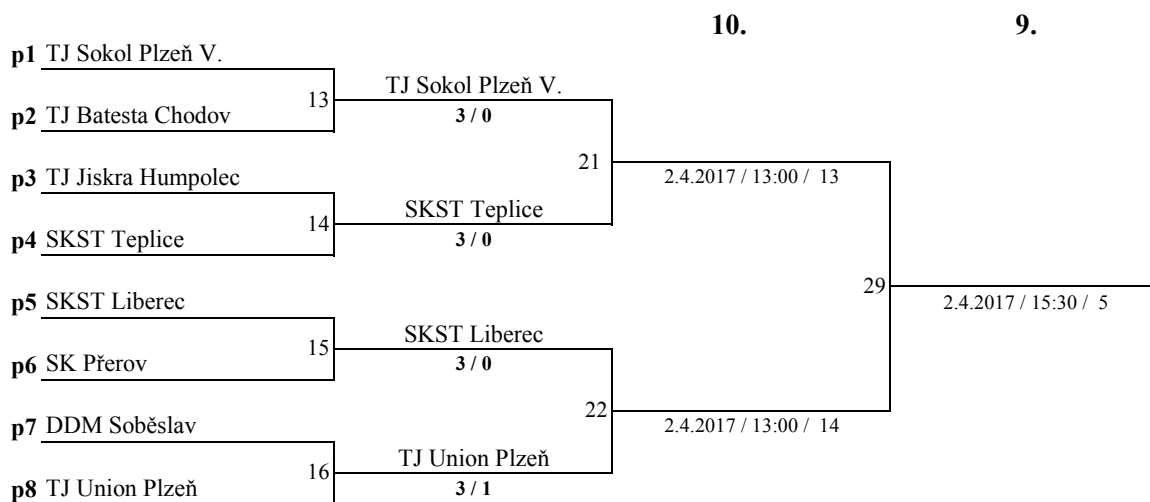 10. 9.
p1 TJ Sokol Plzeň V.
13 TJ Sokol Plzeň V.
p2 TJ Batesta Chodov
3 / 0
21
p3 TJ Jiskra Humpolec
2.4.2017 / 13:00 / 13
14 SKST Teplice
p4 SKST Teplice
3 / 0
29
p5 SKST Liberec
2.4.2017 / 15:30 / 5
15 SKST Liberec
p6 SK Přerov
3 / 0
22
p7 DDM Soběslav
2.4.2017 / 13:00 / 14
16 TJ Union Plzeň
p8 TJ Union Plzeň
3 / 1